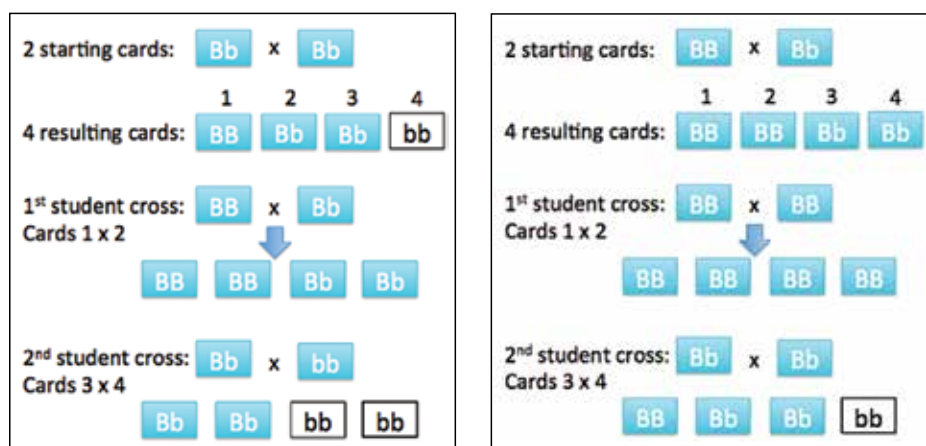 2 starting cards: Bb x Bb
1 2 3 4
4 resulting cards: BB Bb Bb bb
1st student cross: BB x Bb
Cards 1 x 2
BB BB Bb Bb
2nd student cross: Bb x bb
Cards 3 x 4
Bb Bb bb bb
2 starting cards: BB x Bb
1 2 3 4
4 resulting cards: BB BB Bb Bb
1st student cross: BB x BB
Cards 1 x 2
BB BB BB BB
2nd student cross: Bb x Bb
Cards 3 x 4
BB Bb Bb bb